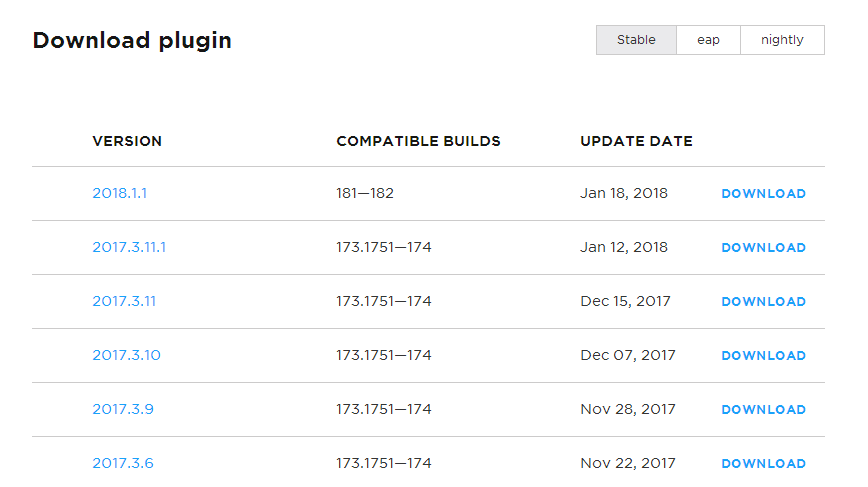 Download plugin
Stable eap nightly
VERSION COMPATIBLE BUILDS UPDATE DATE
2018.1.1 181—182 Jan 18, 2018 DOWNLOAD
2017.3.11.1 173.1751—174 Jan 12, 2018 DOWNLOAD
2017.3.11 173.1751—174 Dec 15, 2017 DOWNLOAD
2017.3.10 173.1751—174 Dec 07, 2017 DOWNLOAD
2017.3.9 173.1751—174 Nov 28, 2017 DOWNLOAD
2017.3.6 173.1751—174 Nov 22, 2017 DOWNLOAD